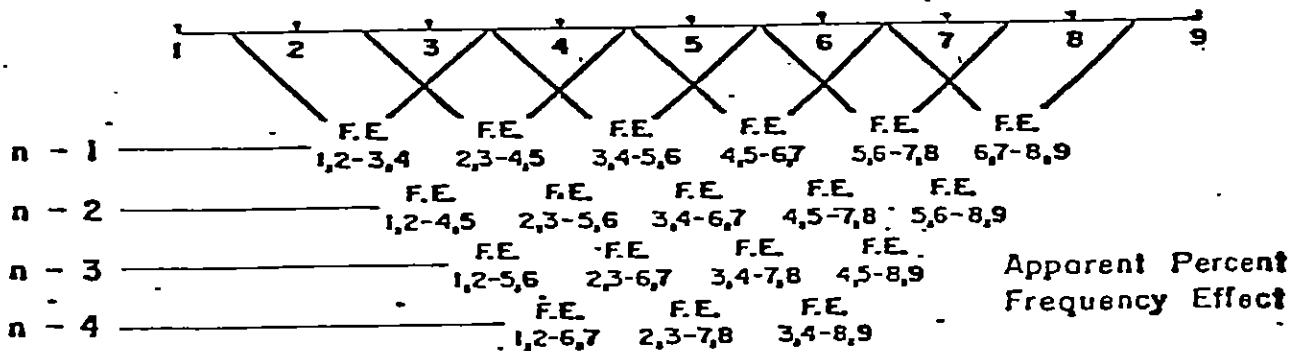 1 2 3 4 5 6 7 8 9
F.E. F.E. F.E. F.E. F.E. F.E.
n - 1 1,2-3,4 2,3-4,5 3,4-5,6 4,5-6,7 5,6-7,8 6,7-8,9
F.E. F.E. F.E. F.E. F.E.
n - 2 1,2-4,5 2,3-5,6 3,4-6,7 4,5-7,8 5,6-8,9
F.E. F.E F.E. F.E.
n - 3 1,2-5,6 2,3-6,7 3,4-7,8 4,5-8,9 Apparent Percent
F.E. F.E. F.E. Frequency Effect
n - 4 1,2-6,7 2,3-7,8 3,4-8,9